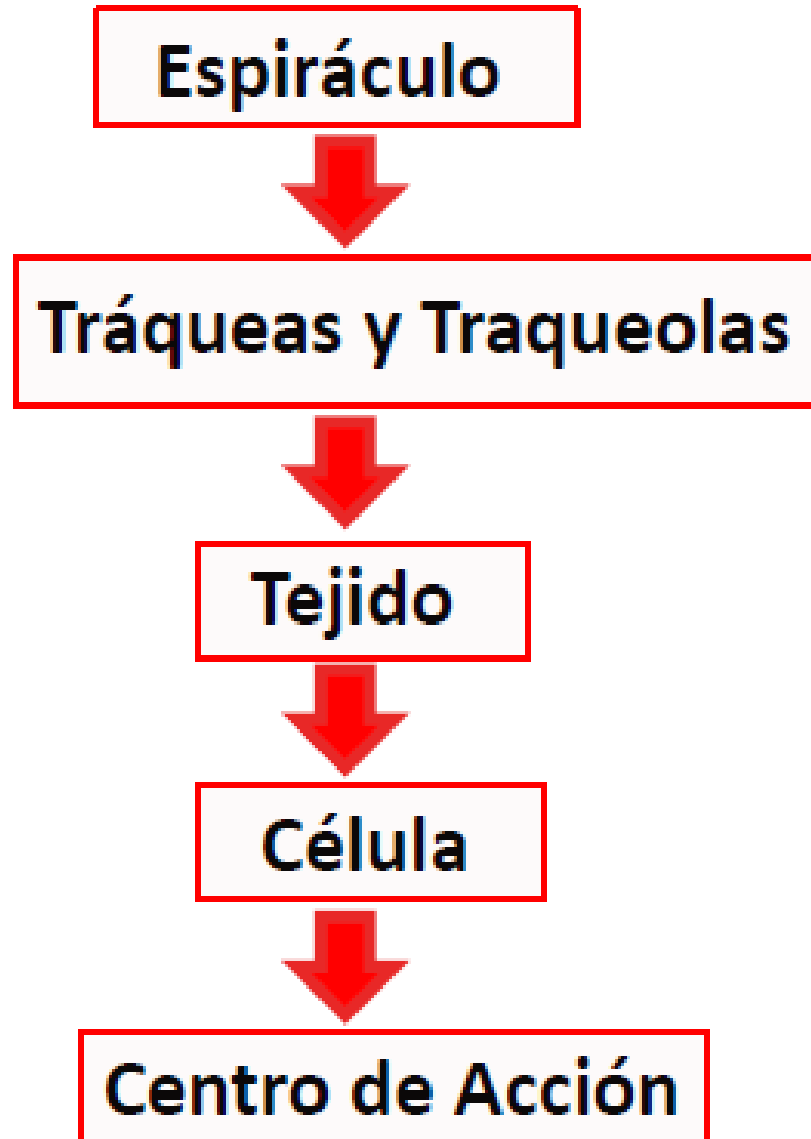 Espiráculo
Tráqueas y Traqueolas
Tejido
Célula
Centro de Acción